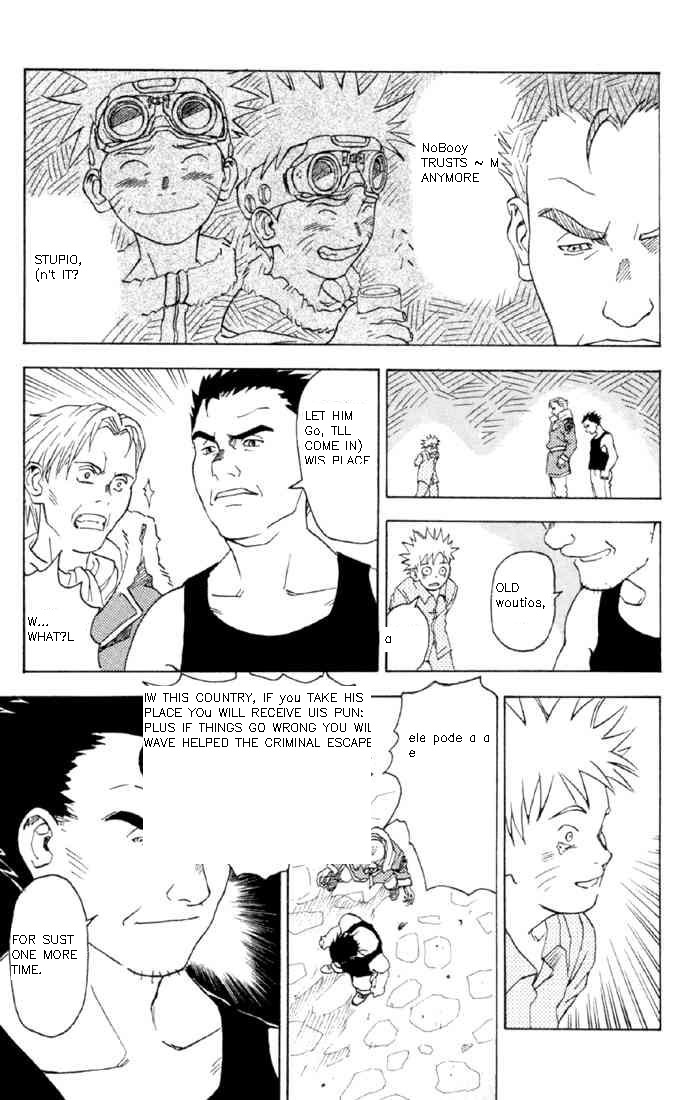 NoBooy
TRUSTS ~ M
ANYMORE
STUPIO,
(n't IT?
LET HIM
Go, TLL
COME IN)
WIS PLACE
W...
WHAT?L
OLD
woutios,
a
IW THIS COUNTRY, IF you TAKE HIS
PLACE YOu WILL RECEIVE UIS PUN:
PLUS IF THINGS GO WRONG YOU WIL
WAVE HELPED THE CRIMINAL ESCAPE
ele pode a a
e
FOR SUST
ONE MORE
TIME.